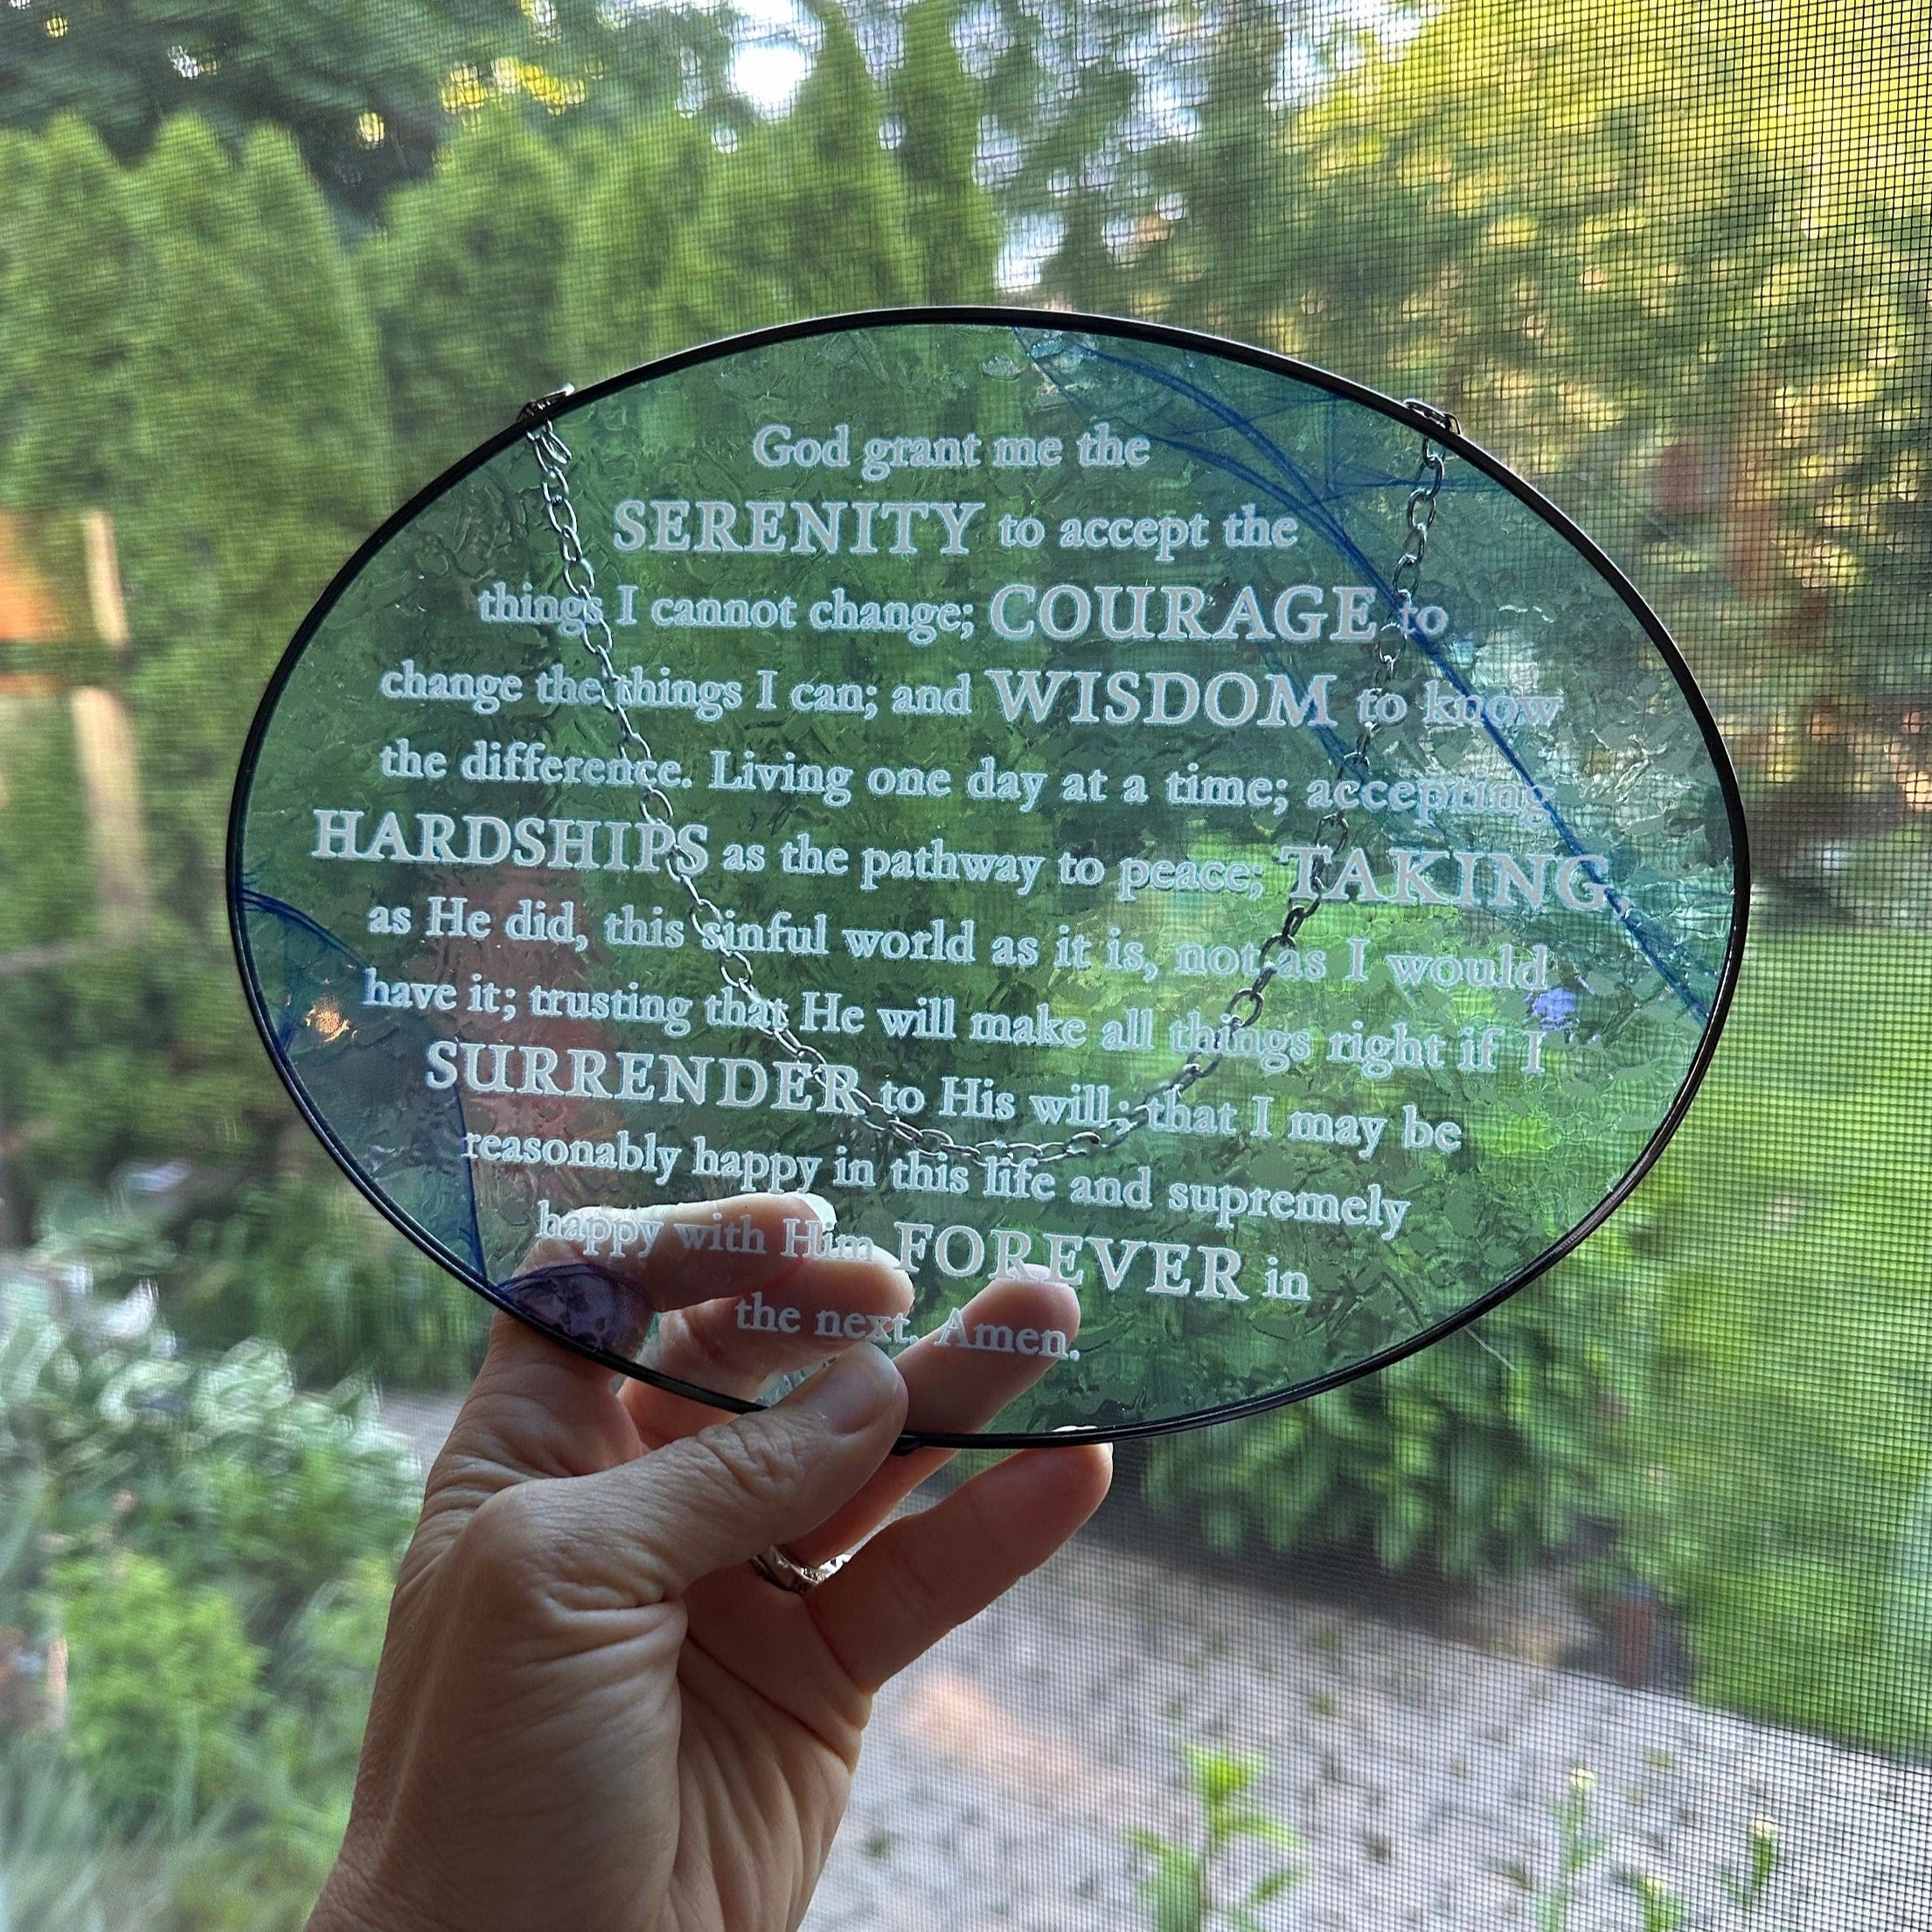 God grant me the
SERENITY to accept the
things I cannot change; COURAGE to
change the things I can; and WISDOM to know
the difference. Living one day at a time; accepting
HARDSHIPS as the pathway to peace; TAKING,
as He did, this sinful world as it is, not as I would
have it; trusting that He will make all things right if I
SURRENDER to His will; that I may be
reasonably happy in this life and supremely
happy with Him FOREVER in
the next. Amen.